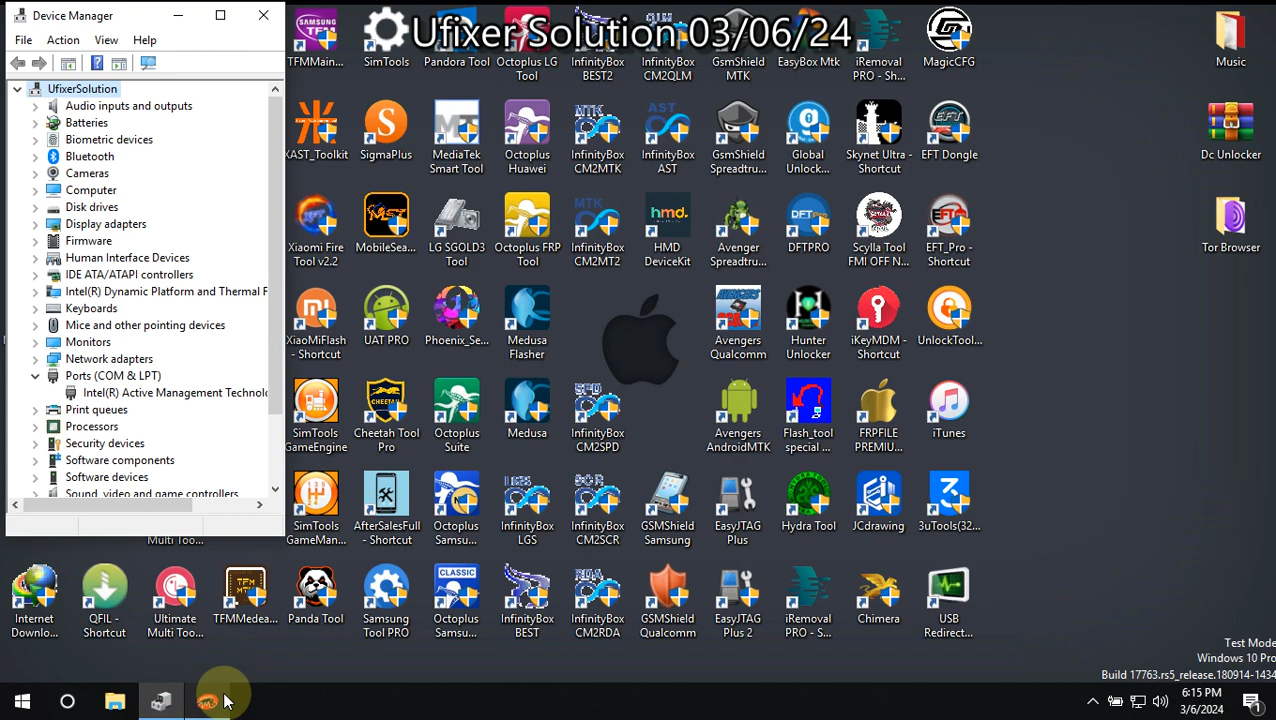 Device Manager
File Action View Help
UfixerSolution
Audio inputs and outputs
Batteries
Biometric devices
Bluetooth
Cameras
Computer
Disk drives
Display adapters
Firmware
Human Interface Devices
IDE ATA/ATAPI controllers
Intel(R) Dynamic Platform and Thermal F
Keyboards
Mice and other pointing devices
Monitors
Network adapters
Ports (COM & LPT)
Intel(R) Active Management Technolo
Print queues
Processors
Security devices
Software components
Software devices
Sound, video and game controllers
Ufixer Solution 03/06/24
SAMSUNG
TFM
TFMMain...
SimTools
Pandora Tool
Octoplus LG
Tool
InfinityBox
BEST2
InfinityBox
CM2QLM
GsmShield
MTK
EasyBox Mtk
iRemoval
PRO - Sh...
MagicCFG
Music
XAST_Toolkit
SigmaPlus
MediaTek
Smart Tool
Octoplus
Huawei
InfinityBox
CM2MTK
InfinityBox
AST
GsmShield
Spreadtru...
Global
Unlock...
Skynet Ultra -
Shortcut
EFT Dongle
Dc Unlocker
Xiaomi Fire
Tool v2.2
MobileSea...
LG SGOLD3
Tool
Octoplus FRP
Tool
InfinityBox
CM2MT2
hmd.
HMD
DeviceKit
Avenger
Spreadtru...
DFTPRO
Scylla Tool
FMI OFF N...
EFT_Pro -
Shortcut
Tor Browser
XiaoMiFlash
- Shortcut
UAT PRO
Phoenix_Se...
Medusa
Flasher
Avengers
Qualcomm
Hunter
Unlocker
iKeyMDM -
Shortcut
UnlockTool...
SimTools
GameEngine
Cheetah Tool
Pro
Octoplus
Suite
Medusa
InfinityBox
CM2SPD
Avengers
AndroidMTK
Flash_tool
special ...
FRPFILE
PREMIU...
iTunes
SimTools
GameMan...
AfterSalesFull
- Shortcut
Octoplus
Samsu...
InfinityBox
LGS
InfinityBox
CM2SCR
GSMShield
Samsung
EasyJTAG
Plus
Hydra Tool
JCdrawing
3uTools(32...
Multi Too...
Internet
Downlo...
QFIL -
Shortcut
Ultimate
Multi Too...
TFMMedea...
Panda Tool
Samsung
Tool PRO
CLASSIC
Octoplus
Samsu...
InfinityBox
BEST
InfinityBox
CM2RDA
GSMShield
Qualcomm
EasyJTAG
Plus 2
iRemoval
PRO - S...
Chimera
USB
Redirect...
Test Mode
Windows 10 Pro
Build 17763.rs5_release.180914-1434
6:15 PM
3/6/2024